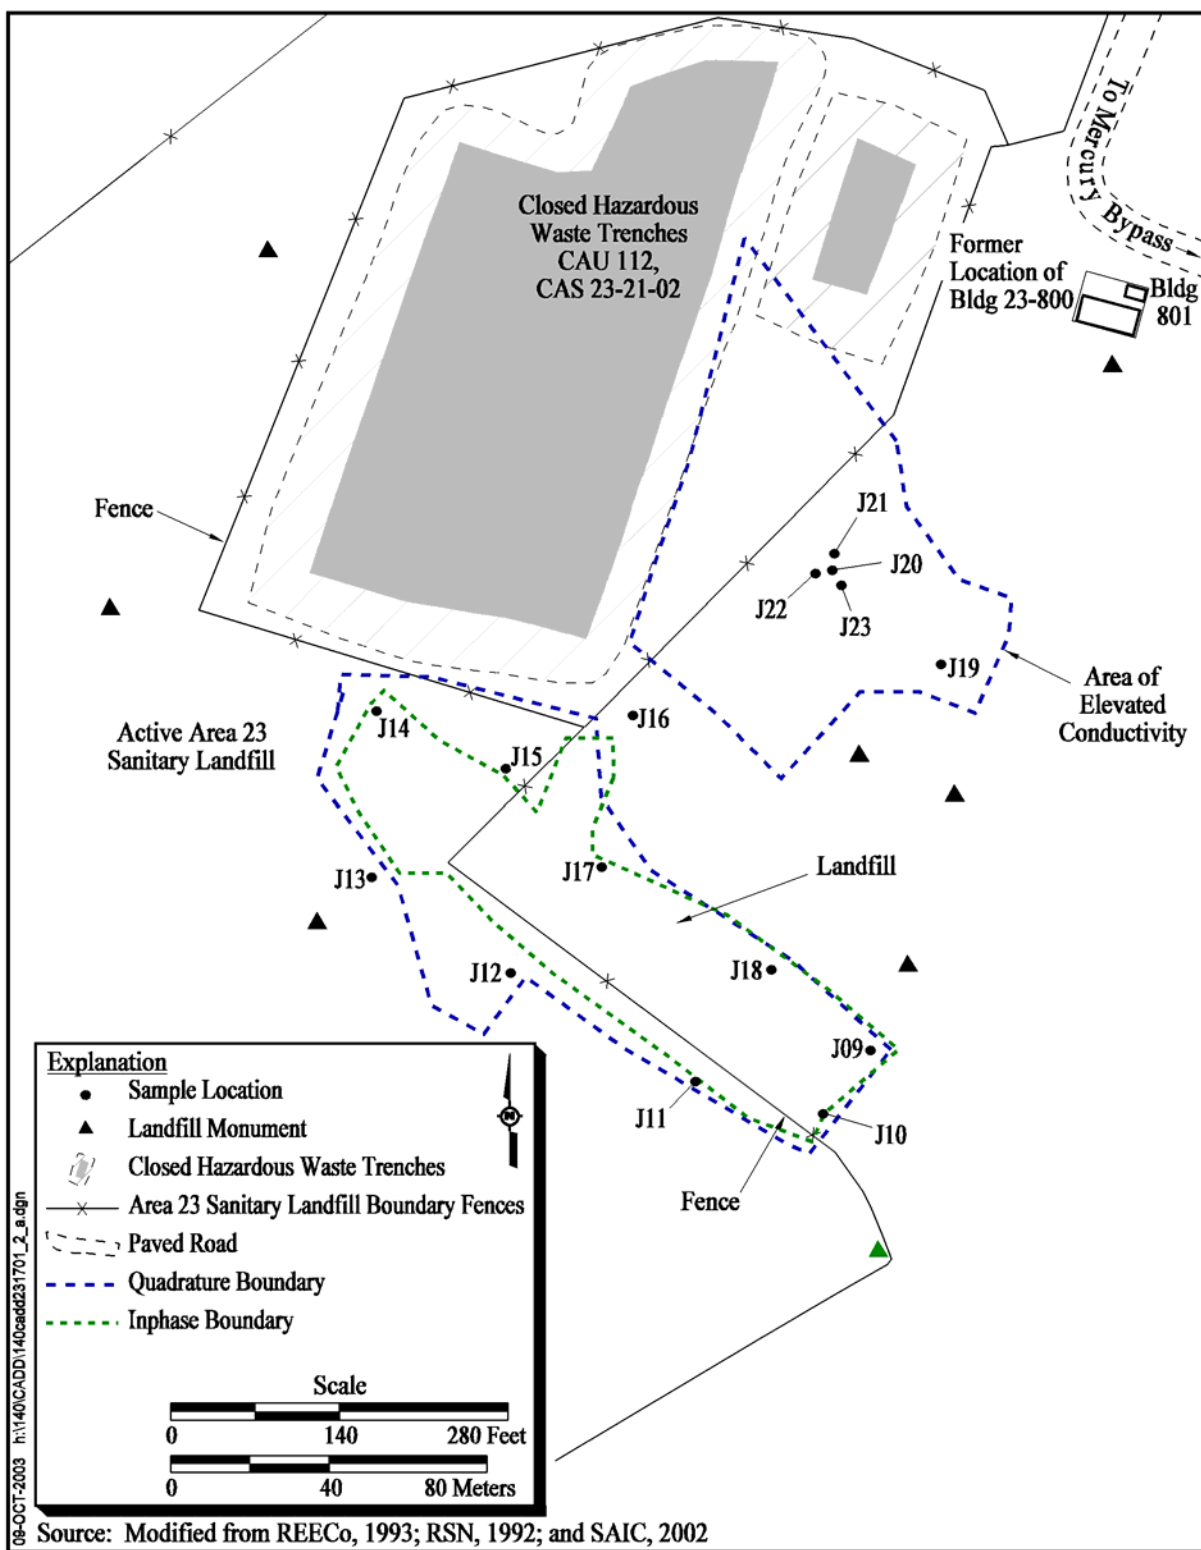 To Mercury Bypass
Closed Hazardous
Waste Trenches
CAU 112,
CAS 23-21-02
Former
Location of
Bldg 23-800
Bldg
801
Fence
J21
J20
J22
J23
J19
Area of
Elevated
Conductivity
J16
J14
Active Area 23
Sanitary Landfill
J15
J13
J17
Landfill
J12
J18
J09
J11
J10
Fence
Explanation
Sample Location
Landfill Monument
Closed Hazardous Waste Trenches
Area 23 Sanitary Landfill Boundary Fences
Paved Road
Quadrature Boundary
Inphase Boundary
N
Scale
0 140 280 Feet
0 40 80 Meters
09-OCT-2003 h:\140\CADD\140cadd231701_2_a.dgn
Source: Modified from REECo, 1993; RSN, 1992; and SAIC, 2002